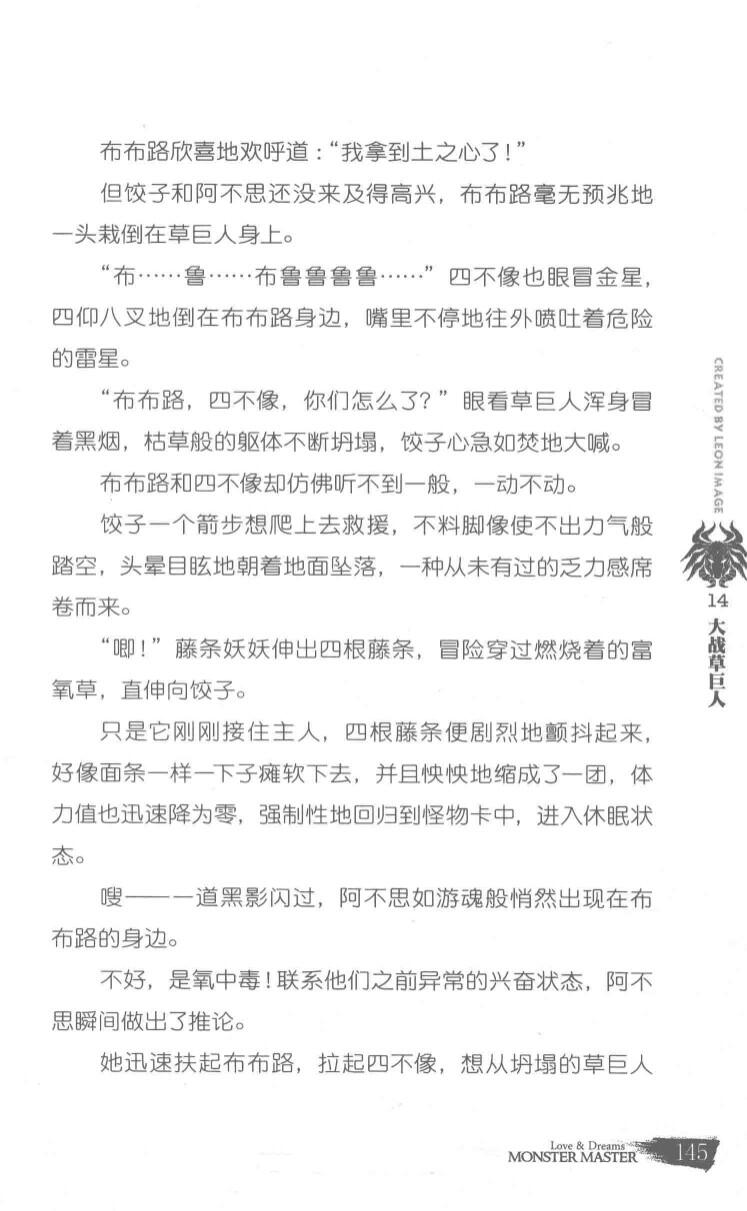 布布路欣喜地欢呼道：“我拿到土之心了！”
但饺子和阿不思还没来及得高兴，布布路毫无预兆地
一头栽倒在草巨人身上。
“布……鲁……布鲁鲁鲁鲁……”四不像也眼冒金星，
四仰八叉地倒在布布路身边，嘴里不停地往外喷吐着危险
的雷星。
“布布路，四不像，你们怎么了？”眼看草巨人浑身冒
着黑烟，枯草般的躯体不断坍塌，饺子心急如焚地大喊。
布布路和四不像却仿佛听不到一般，一动不动。
饺子一个箭步想爬上去救援，不料脚像使不出力气般
踏空，头晕目眩地朝着地面坠落，一种从未有过的乏力感席
卷而来。
“唧！”藤条妖妖伸出四根藤条，冒险穿过燃烧着的富
氧草，直伸向饺子。
只是它刚刚接住主人，四根藤条便剧烈地颤抖起来，
好像面条一样一下子瘫软下去，并且怏怏地缩成了一团，体
力值也迅速降为零，强制性地回归到怪物卡中，进入休眠状
态。
嗖——一道黑影闪过，阿不思如游魂般悄然出现在布
布路的身边。
不好，是氧中毒！联系他们之前异常的兴奋状态，阿不
思瞬间做出了推论。
她迅速扶起布布路，拉起四不像，想从坍塌的草巨人
CREATED BY LEON IMAGE
14
大战草巨人
Love & Dreams
MONSTER MASTER
145